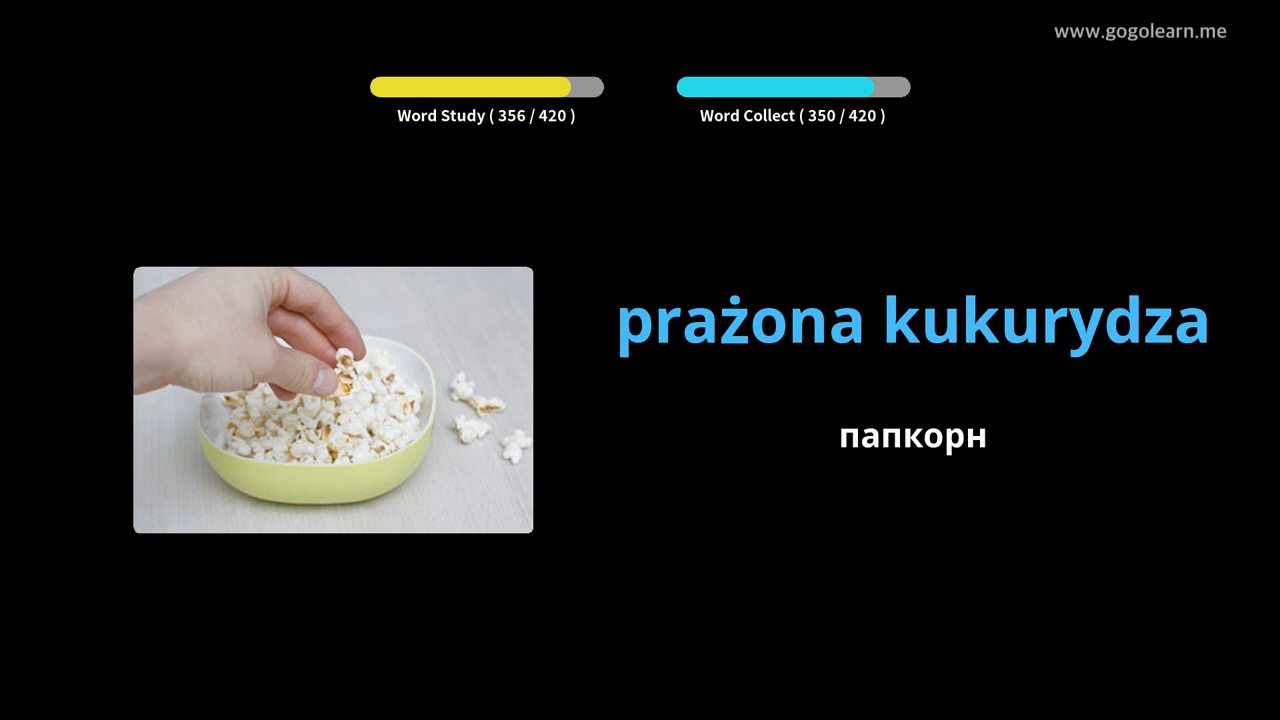 www.gogolearn.me
Word Study ( 356 / 420 )
Word Collect ( 350 / 420 )
prażona kukurydza
папкорн